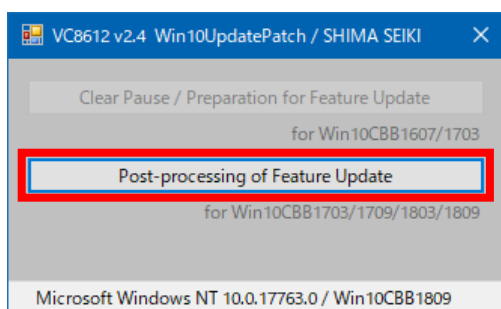 VC8612 v2.4 Win10UpdatePatch / SHIMA SEIKI
Clear Pause / Preparation for Feature Update
for Win10CBB1607/1703
Post-processing of Feature Update
for Win10CBB1703/1709/1803/1809
Microsoft Windows NT 10.0.17763.0 / Win10CBB1809